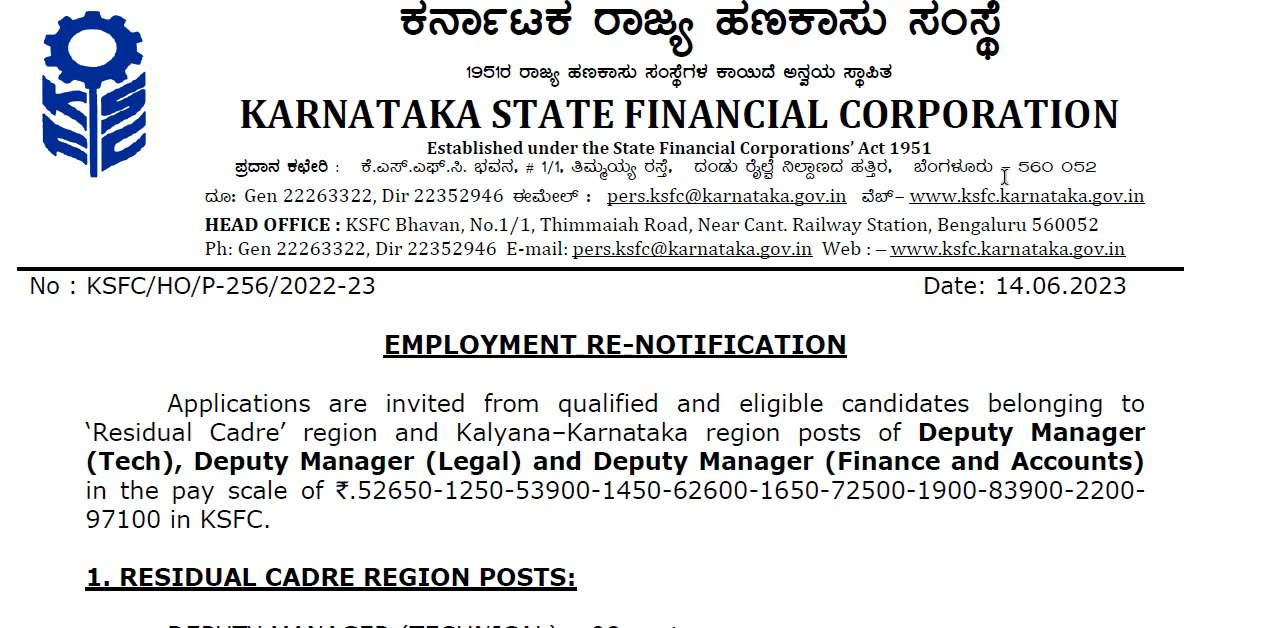 ಕರ್ನಾಟಕ ರಾಜ್ಯ ಹಣಕಾಸು ಸಂಸ್ಥೆ
1951ರ ರಾಜ್ಯ ಹಣಕಾಸು ಸಂಸ್ಥೆಗಳ ಕಾಯಿದೆ ಅನ್ವಯ ಸ್ಥಾಪಿತ
KSFC
KARNATAKA STATE FINANCIAL CORPORATION
Established under the State Financial Corporations’ Act 1951
ಪ್ರದಾನ ಕಛೇರಿ : ಕೆ.ಎಸ್.ಎಫ್.ಸಿ. ಭವನ, # 1/1, ತಿಮ್ಮಯ್ಯ ರಸ್ತೆ, ದಂಡು ರೈಲ್ವೆ ನಿಲ್ದಾಣದ ಹತ್ತಿರ, ಬೆಂಗಳೂರು – 560 052
ದೂ: Gen 22263322, Dir 22352946 ಈಮೇಲ್ : pers.ksfc@karnataka.gov.in ವೆಬ್– www.ksfc.karnataka.gov.in
HEAD OFFICE : KSFC Bhavan, No.1/1, Thimmaiah Road, Near Cant. Railway Station, Bengaluru 560052
Ph: Gen 22263322, Dir 22352946 E-mail: pers.ksfc@karnataka.gov.in Web : – www.ksfc.karnataka.gov.in
No : KSFC/HO/P-256/2022-23 Date: 14.06.2023
EMPLOYMENT RE-NOTIFICATION
Applications are invited from qualified and eligible candidates belonging to
‘Residual Cadre’ region and Kalyana–Karnataka region posts of Deputy Manager
(Tech), Deputy Manager (Legal) and Deputy Manager (Finance and Accounts)
in the pay scale of ₹.52650-1250-53900-1450-62600-1650-72500-1900-83900-2200-
97100 in KSFC.
1. RESIDUAL CADRE REGION POSTS:
DEPUTY MANAGER (TECHNICAL)